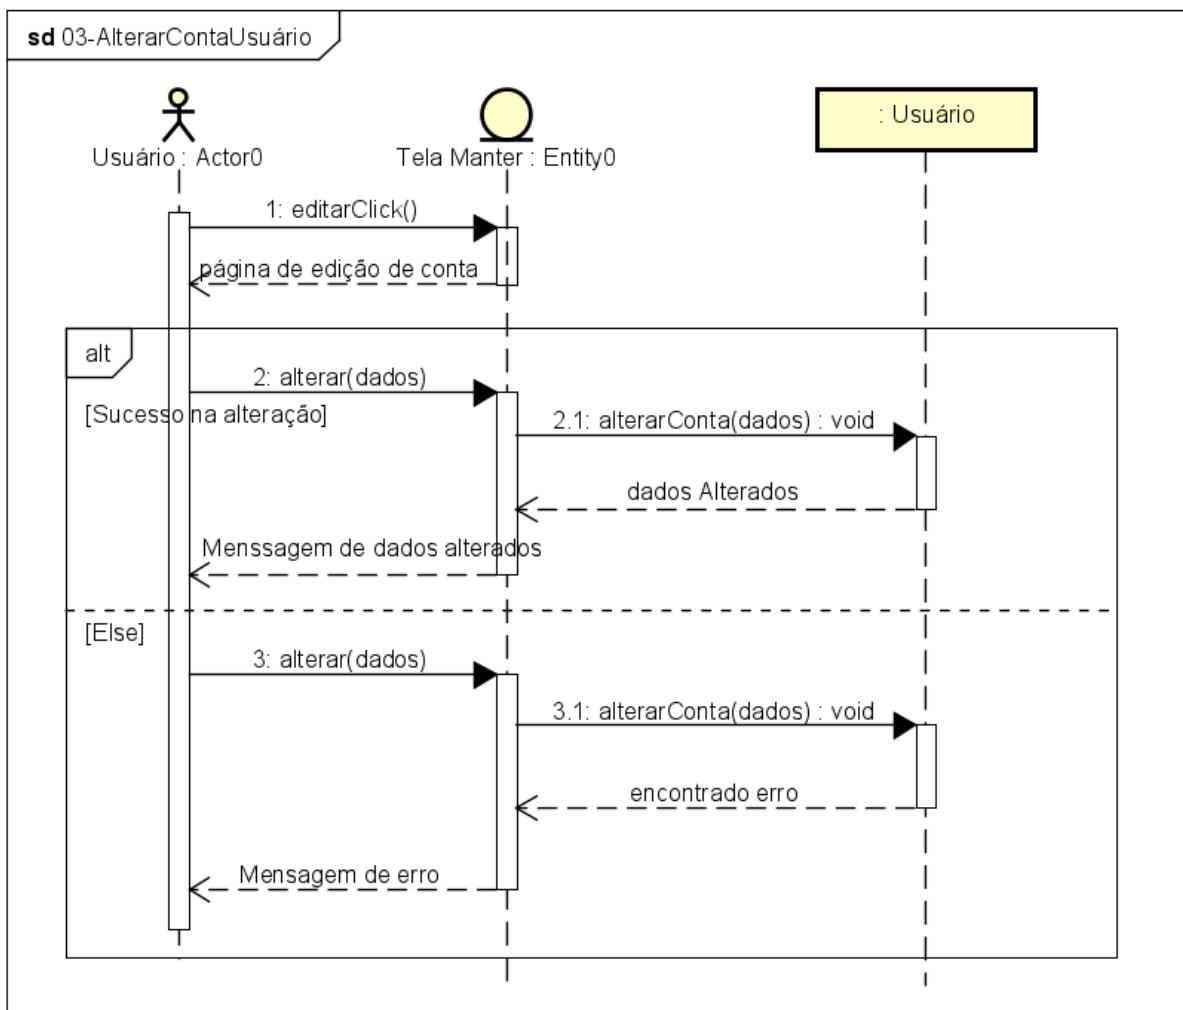 sd 03-AlterarContaUsuário
Usuário : Actor0
Tela Manter : Entity0
: Usuário
1: editarClick()
página de edição de conta
alt
2: alterar(dados)
[Sucesso na alteração]
2.1: alterarConta(dados) : void
dados Alterados
Menssagem de dados alterados
[Else]
3: alterar(dados)
3.1: alterarConta(dados) : void
encontrado erro
Mensagem de erro